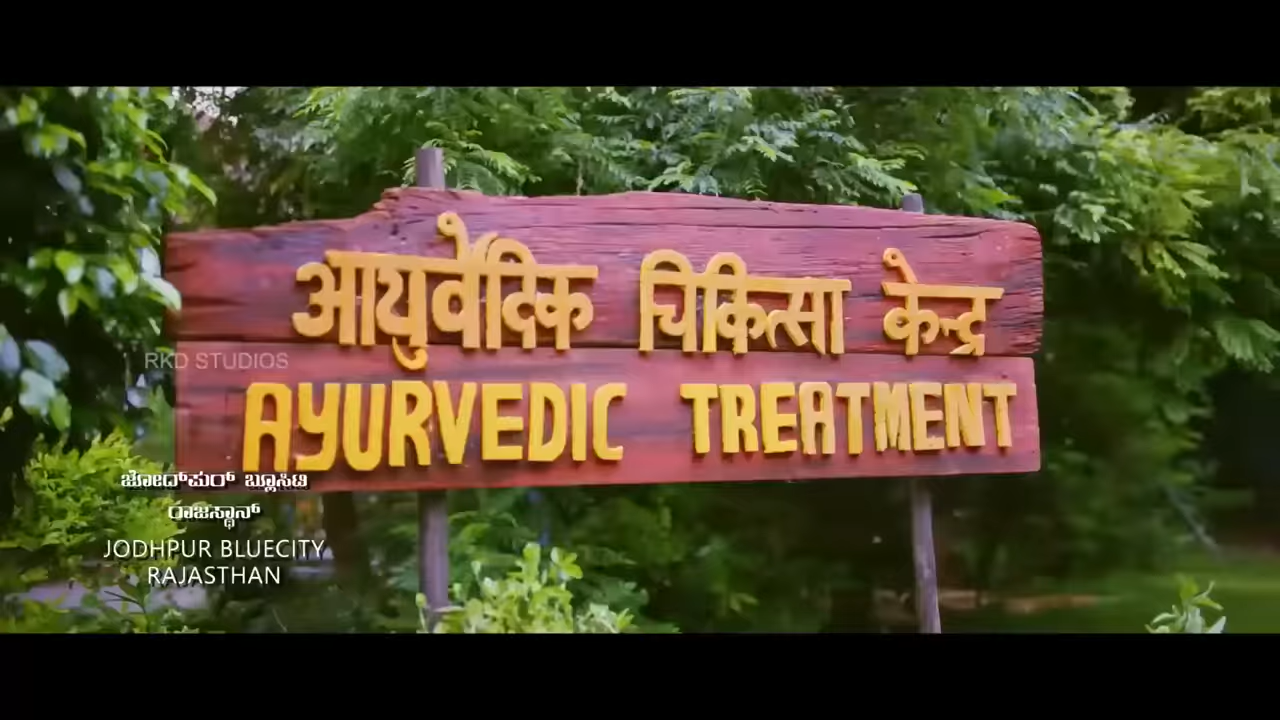 आयुर्वेदिक चिकित्सा केन्द्र
RKD STUDIOS
AYURVEDIC TREATMENT
ಜೋದ್‌ಪುರ್ ಬ್ಲೂಸಿಟಿ
ರಾಜಸ್ಥಾನ್
JODHPUR BLUECITY
RAJASTHAN